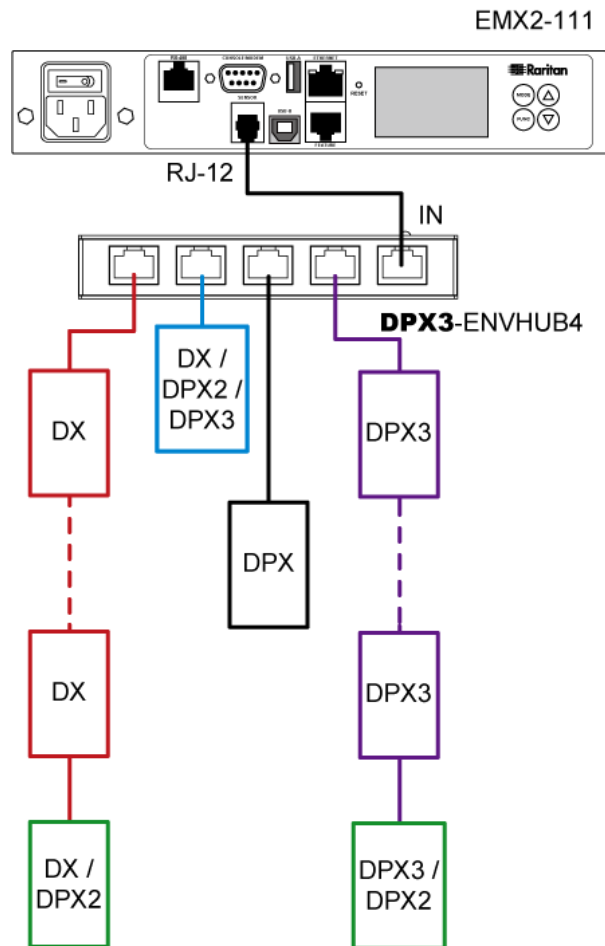 EMX2-111
RS-485
CONSOLE/MODEM
USB-A
ETHERNET
Raritan
RESET
MODE
SENSOR
USB-B
FUNC
FEATURE
RJ-12
IN
DPX3-ENVHUB4
DX
DX /
DPX2 /
DPX3
DPX3
DPX
DX
DPX3
DX /
DPX2
DPX3 /
DPX2